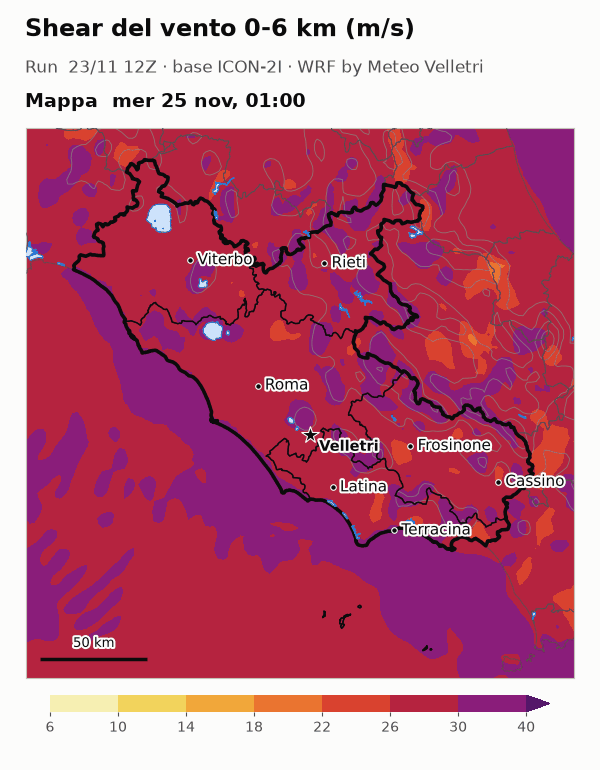 Shear del vento 0-6 km (m/s)
Run  23/11 12Z · base ICON-2I · WRF by Meteo Velletri
Mappa  mer 25 nov, 01:00
Viterbo
Rieti
Roma
Velletri
Frosinone
Latina
Cassino
Terracina
50 km
6 10 14 18 22 26 30 40